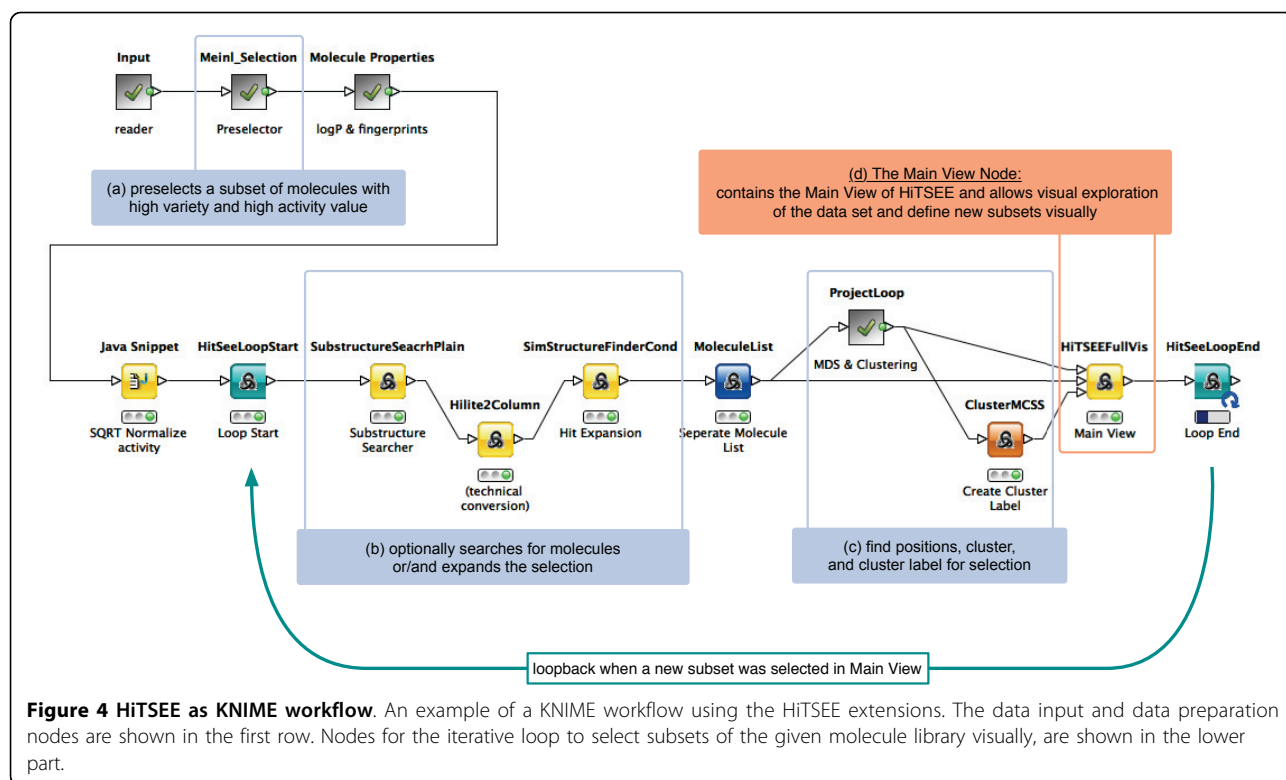 Input
Meinl_Selection
Molecule Properties
reader
Preselector
logP & fingerprints
(a) preselects a subset of molecules with
high variety and high activity value
(d) The Main View Node:
contains the Main View of HiTSEE and allows visual exploration
of the data set and define new subsets visually
Java Snippet
HitSeeLoopStart
SubstructureSeacrhPlain
Hilite2Column
SimStructureFinderCond
MoleculeList
ProjectLoop
MDS & Clustering
ClusterMCSS
HiTSEEFullVis
HitSeeLoopEnd
SQRT Normalize
activity
Loop Start
Substructure
Searcher
(technical
conversion)
Hit Expansion
Seperate Molecule
List
Create Cluster
Label
Main View
Loop End
(b) optionally searches for molecules
or/and expands the selection
(c) find positions, cluster,
and cluster label for selection
loopback when a new subset was selected in Main View
Figure 4 HiTSEE as KNIME workflow. An example of a KNIME workflow using the HiTSEE extensions. The data input and data preparation
nodes are shown in the first row. Nodes for the iterative loop to select subsets of the given molecule library visually, are shown in the lower
part.